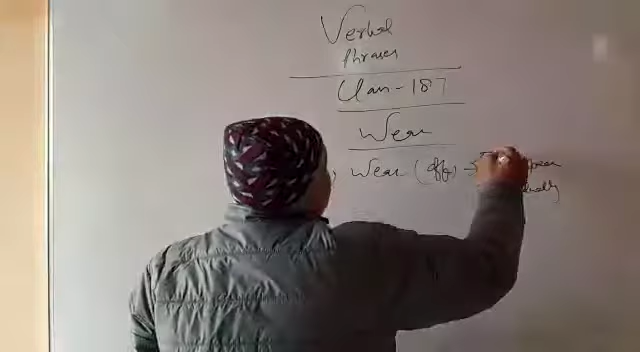 Verbal
Phrases
Class-187
Wear
Wear (off) →